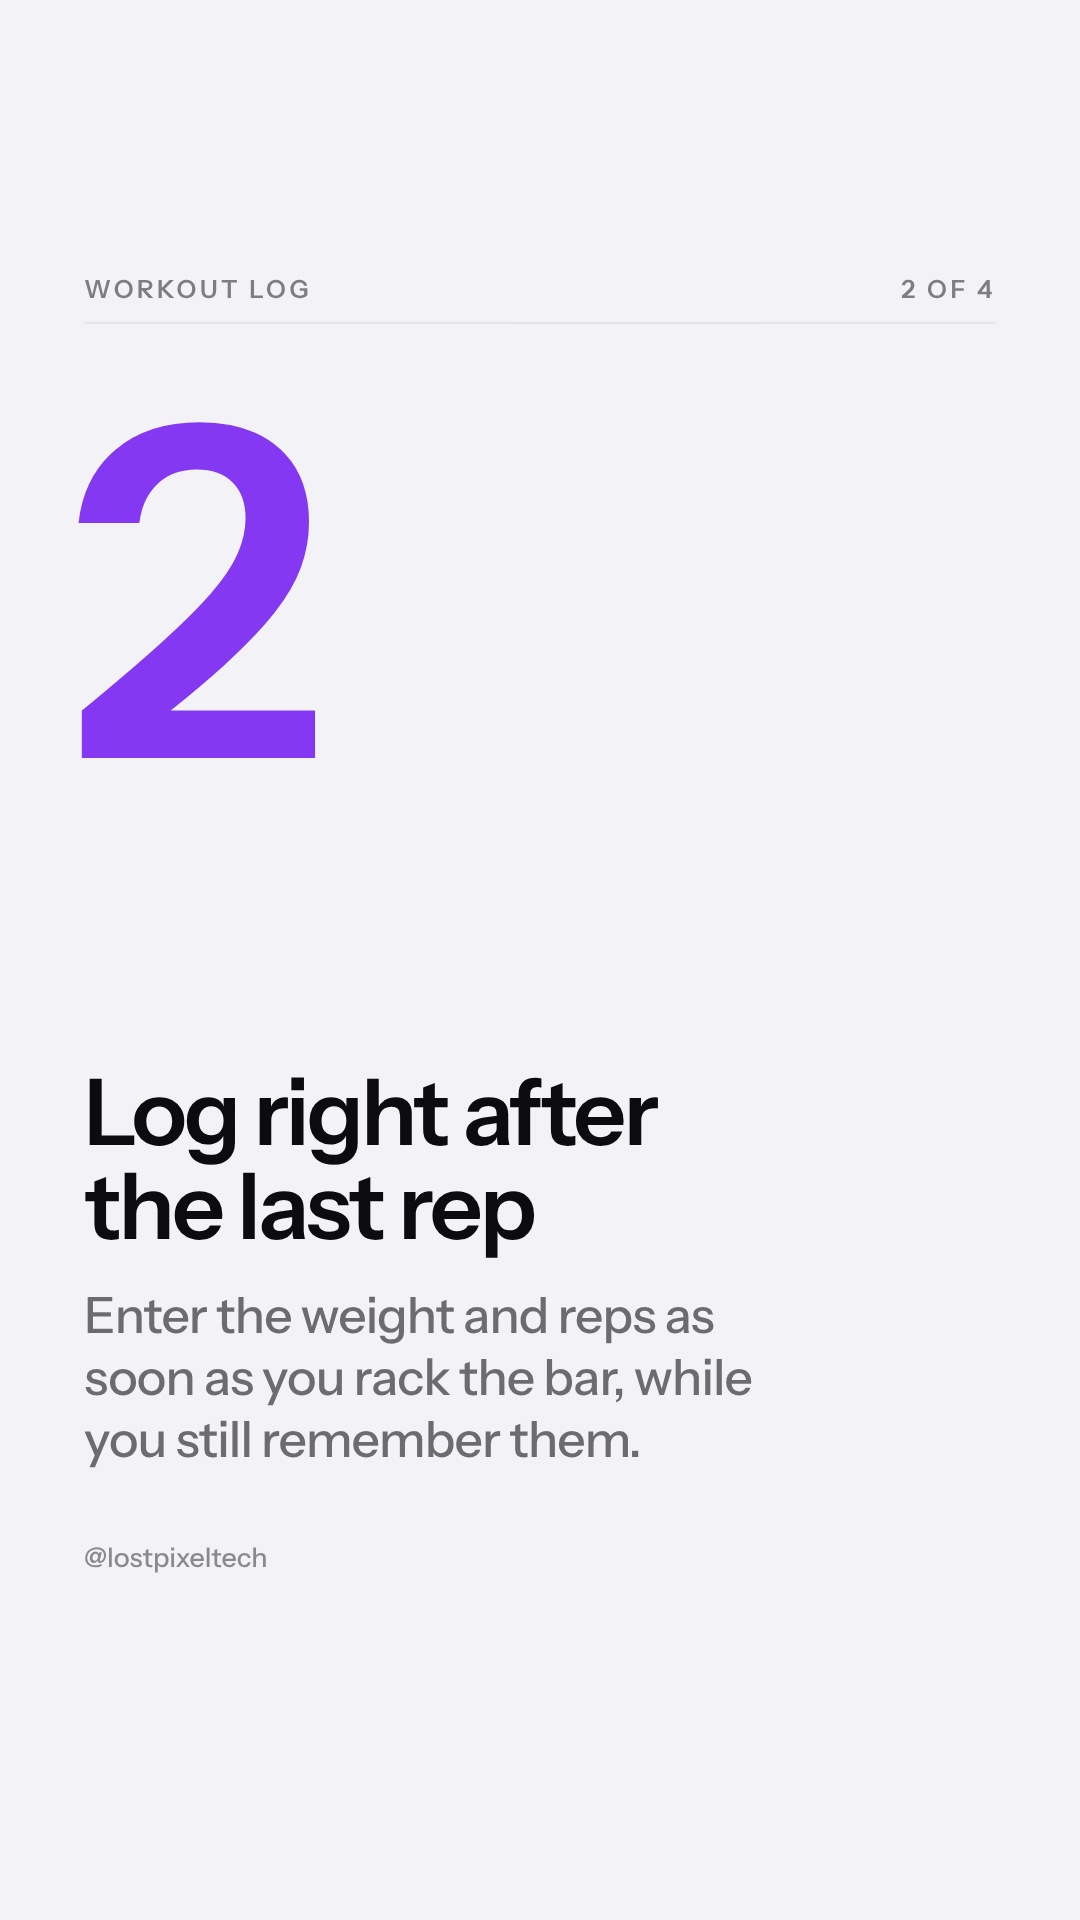 WORKOUT LOG
2 OF 4
2
Log right after
the last rep
Enter the weight and reps as
soon as you rack the bar, while
you still remember them.
@lostpixeltech